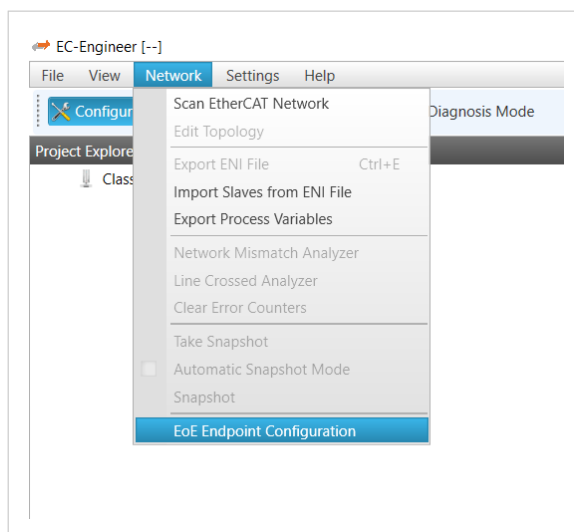 EC-Engineer [--]
File View Network Settings Help
Configur Diagnosis Mode
Project Explore
Class
Scan EtherCAT Network
Edit Topology
Export ENI File Ctrl+E
Import Slaves from ENI File
Export Process Variables
Network Mismatch Analyzer
Line Crossed Analyzer
Clear Error Counters
Take Snapshot
Automatic Snapshot Mode
Snapshot
EoE Endpoint Configuration